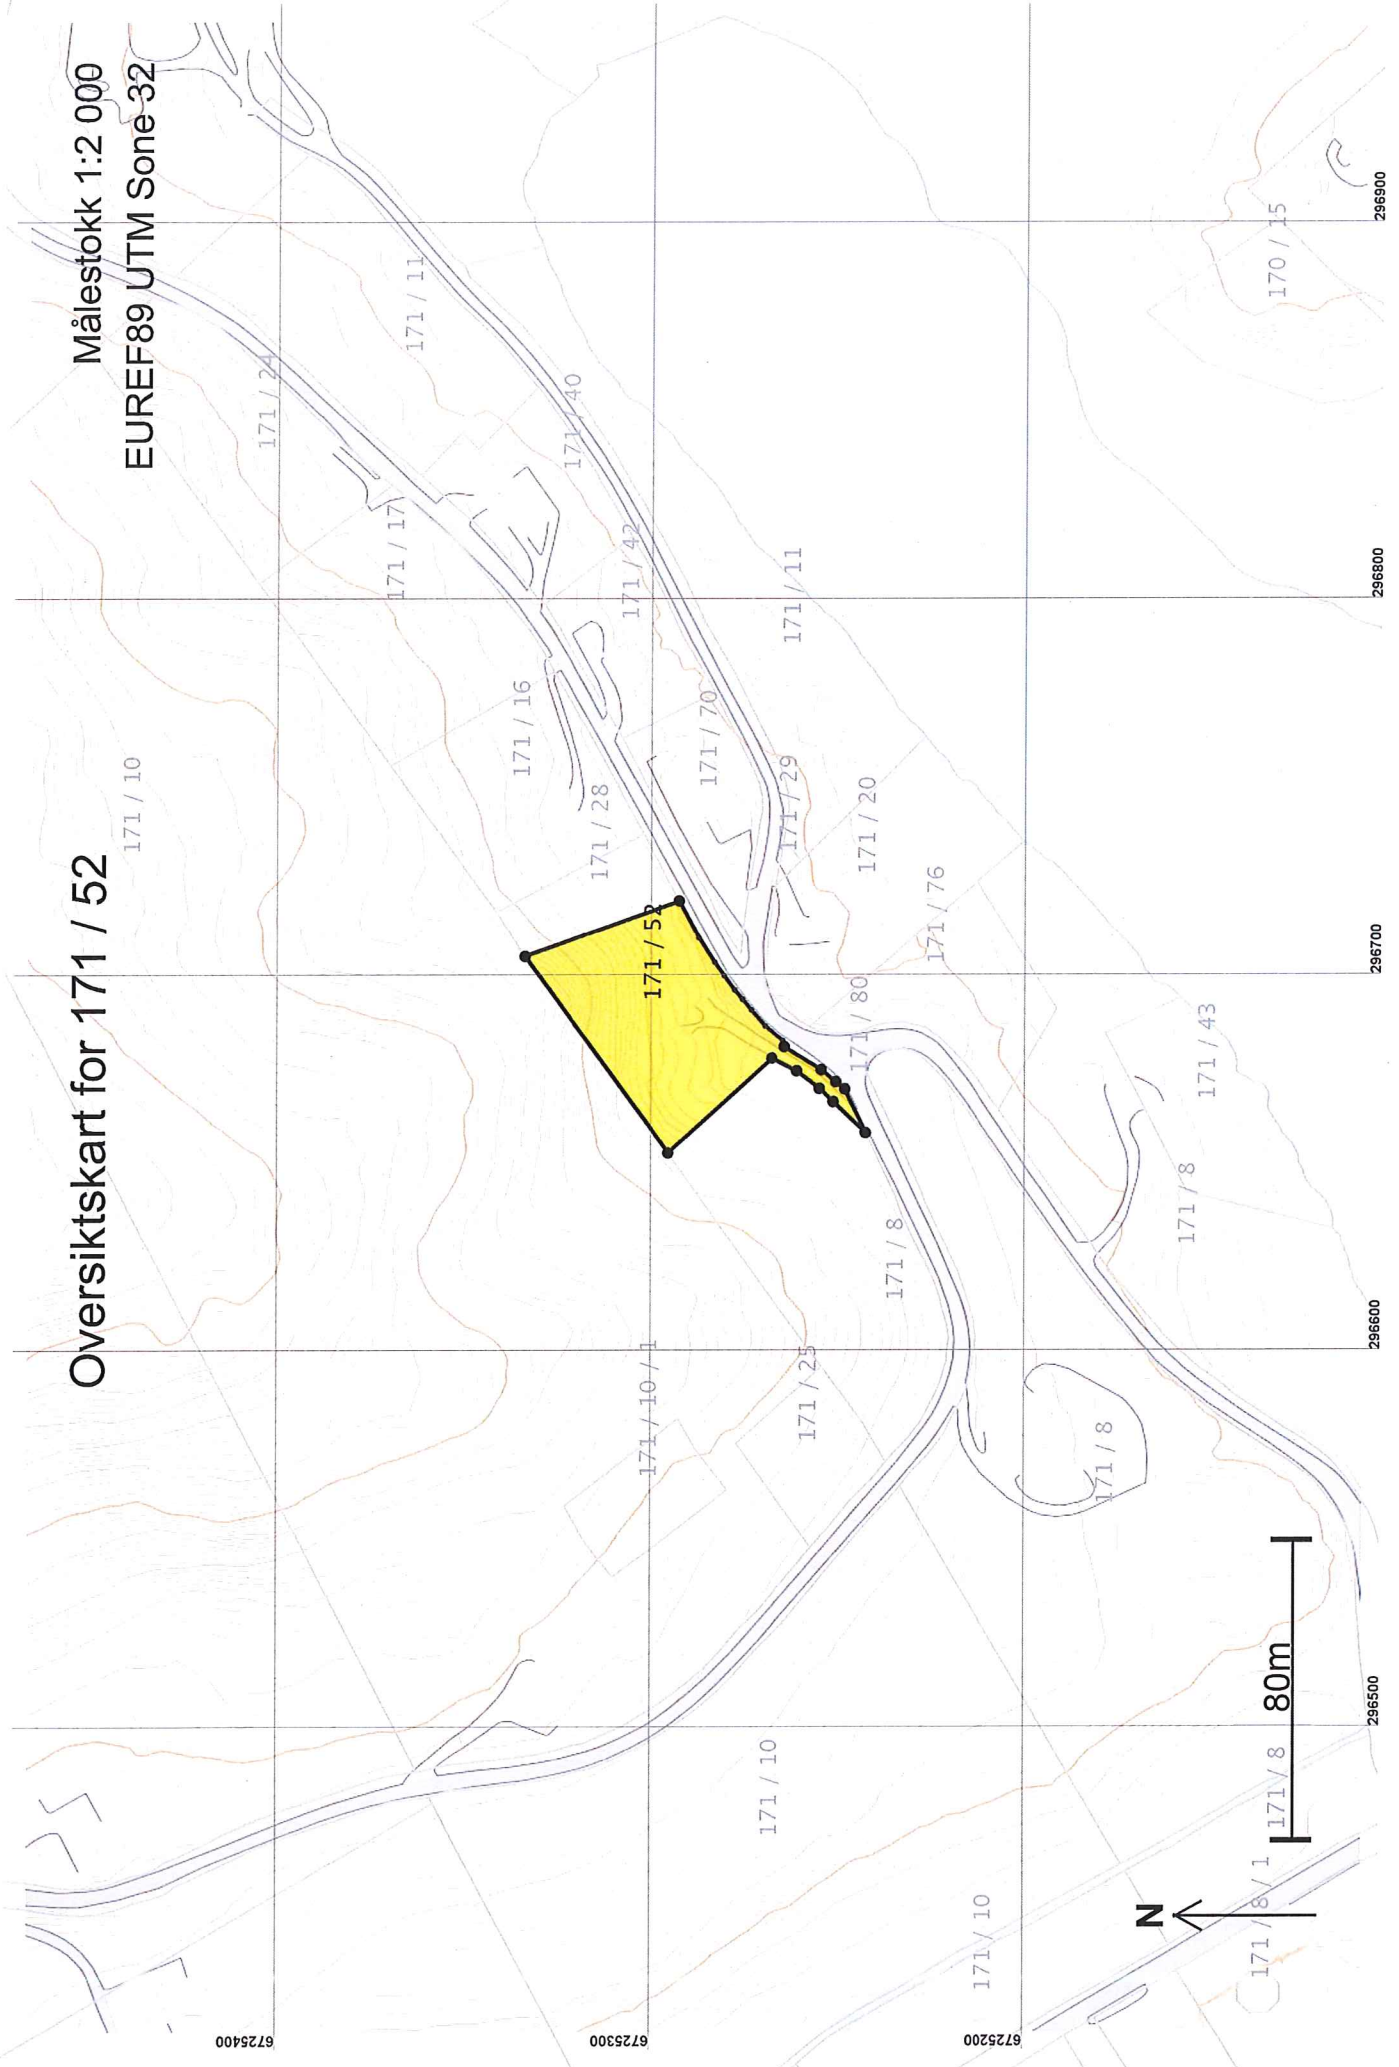 Oversiktskart for 171 / 52
Målestokk 1:2 000
EUREF89 UTM Sone 32
171 / 10
171 / 24
171 / 11
171 / 17
171 / 16
171 / 40
171 / 28
171 / 42
171 / 52
171 / 10 / 1
171 / 70
171 / 11
171 / 29
171 / 25
171 / 10
171 / 80
171 / 20
171 / 8
171 / 76
171 / 10
171 / 8
171 / 43
171 / 8
170 / 15
171 / 8
171 / 8 / 1
N
80m
6725400
6725300
6725200
296500
296600
296700
296800
296900